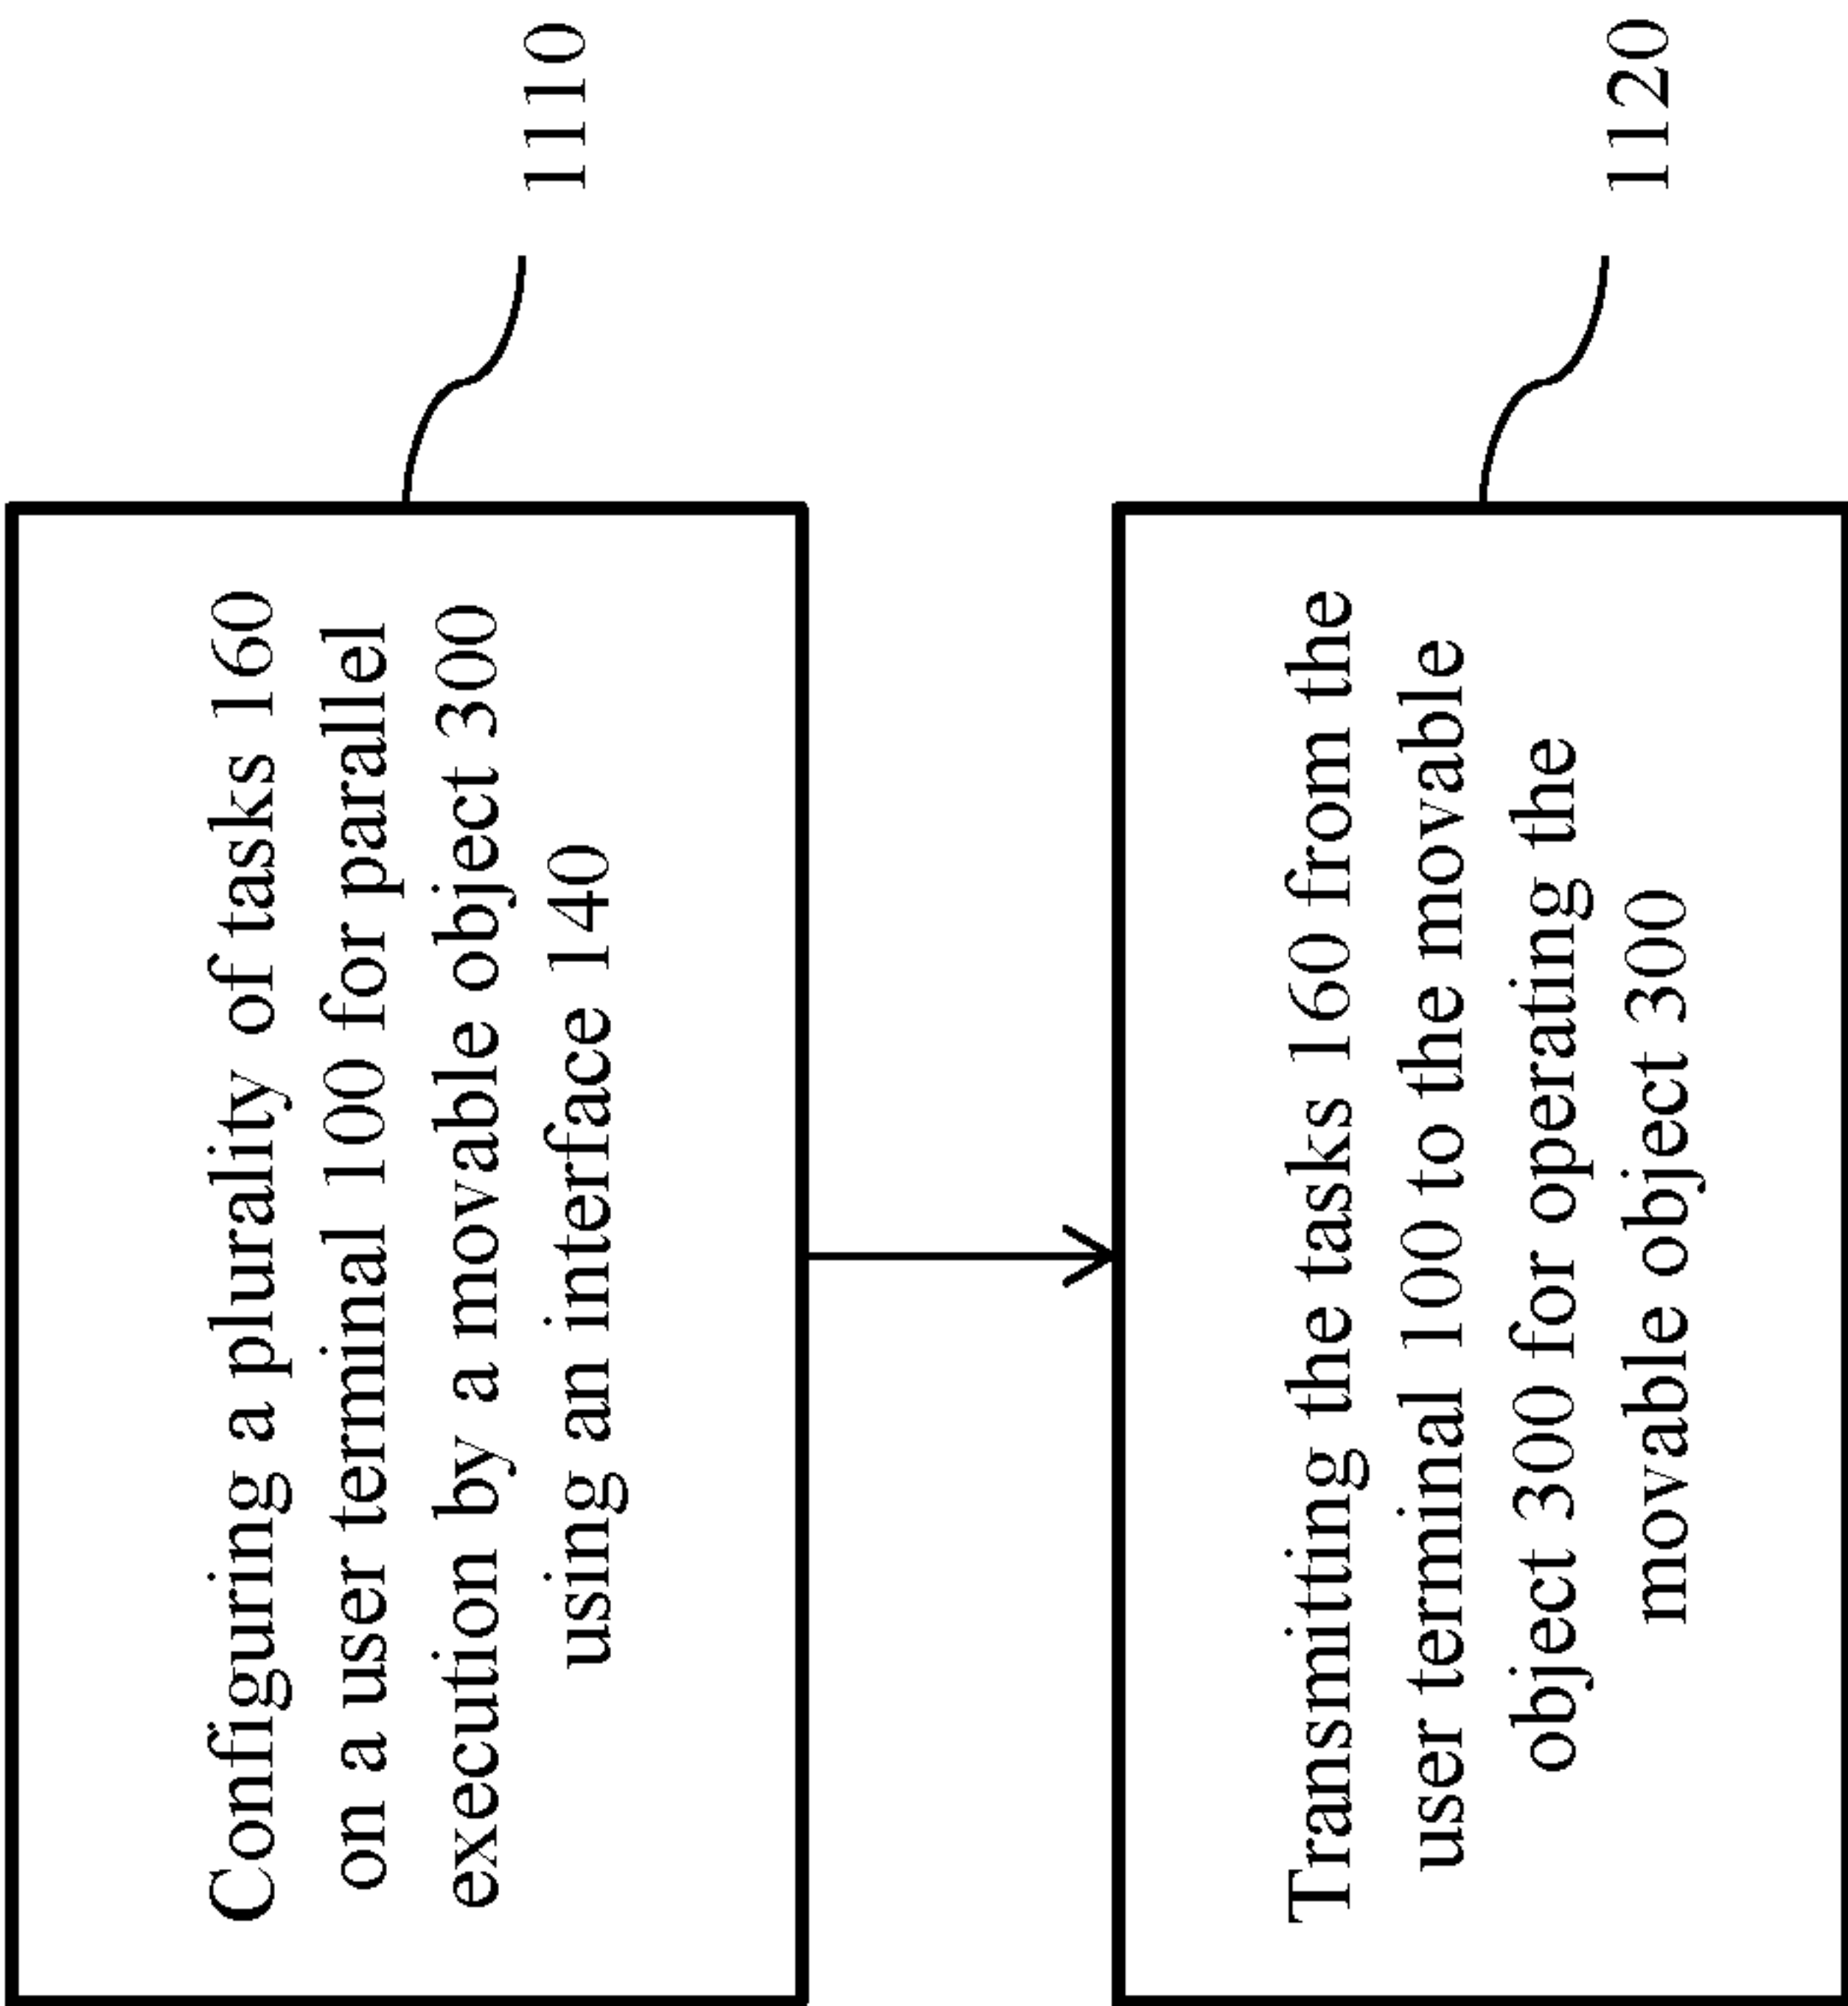 Configuring a plurality of tasks 160
on a user terminal 100 for parallel
execution by a movable object 300
using an interface 140
1110
Transmitting the tasks 160 from the
user terminal 100 to the movable
object 300 for operating the
movable object 300
1120